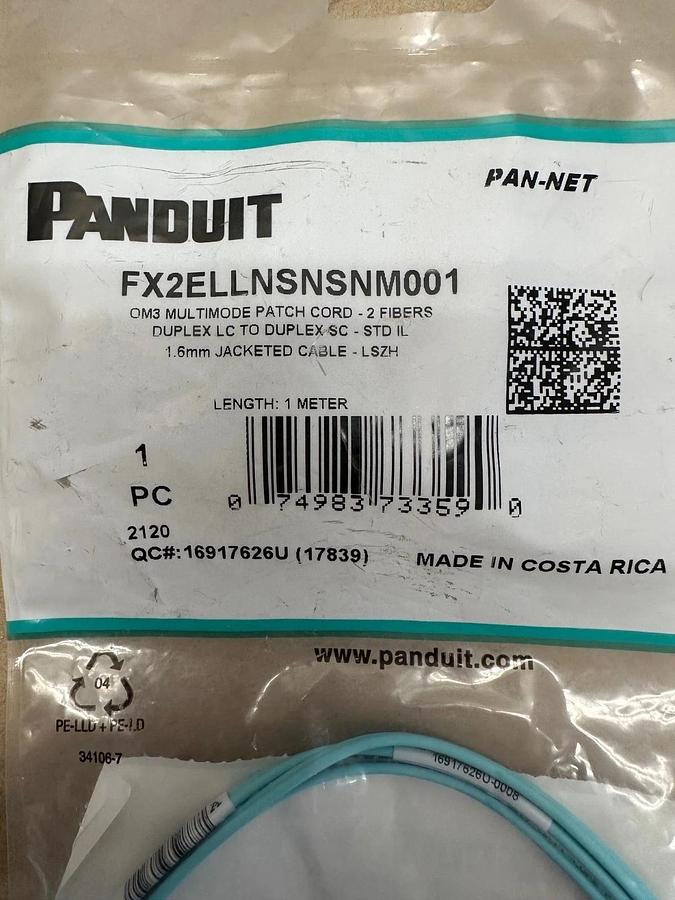 PANDUIT
PAN-NET
FX2ELLNSNSNM001
OM3 MULTIMODE PATCH CORD - 2 FIBERS
DUPLEX LC TO DUPLEX SC - STD IL
1.6mm JACKETED CABLE - LSZH
LENGTH: 1 METER
1
PC
0 74983 73359 0
2120
QC#:16917626U (17839)
MADE IN COSTA RICA
www.panduit.com
04
PE-LLD + PE-LD
34106-7
16917626U-0008
A